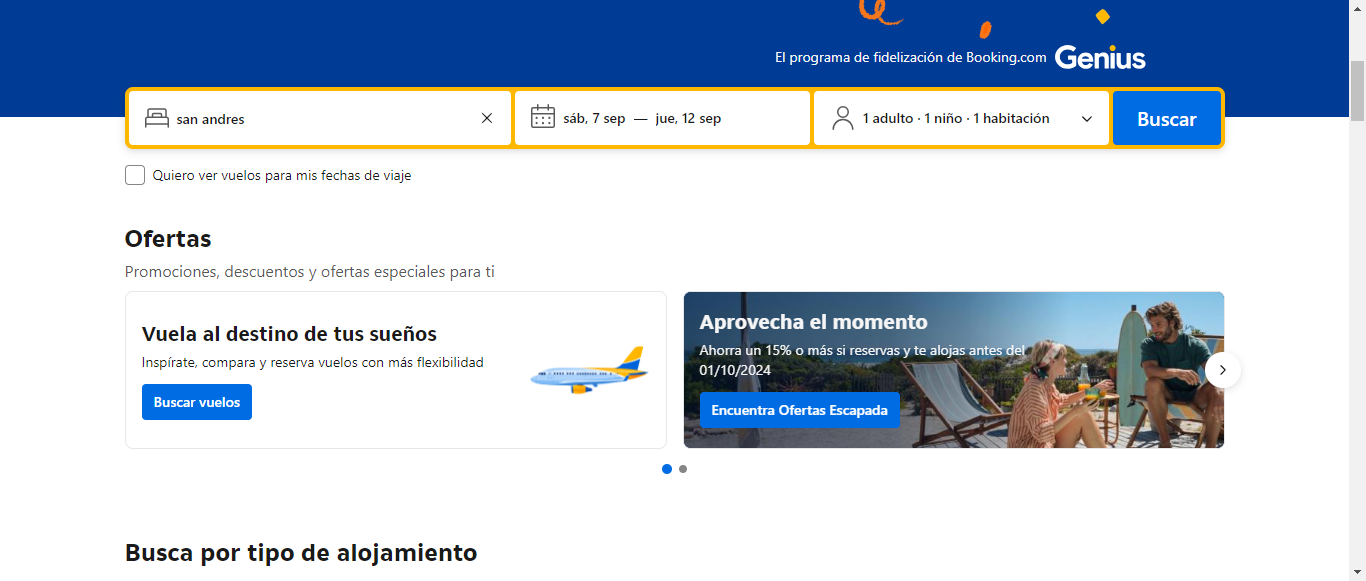 El programa de fidelización de Booking.com Genius
san andres
sáb, 7 sep — jue, 12 sep
1 adulto · 1 niño · 1 habitación
Buscar
Quiero ver vuelos para mis fechas de viaje
Ofertas
Promociones, descuentos y ofertas especiales para ti
Vuela al destino de tus sueños
Inspírate, compara y reserva vuelos con más flexibilidad
Buscar vuelos
Aprovecha el momento
Ahorra un 15% o más si reservas y te alojas antes del
01/10/2024
Encuentra Ofertas Escapada
Busca por tipo de alojamiento